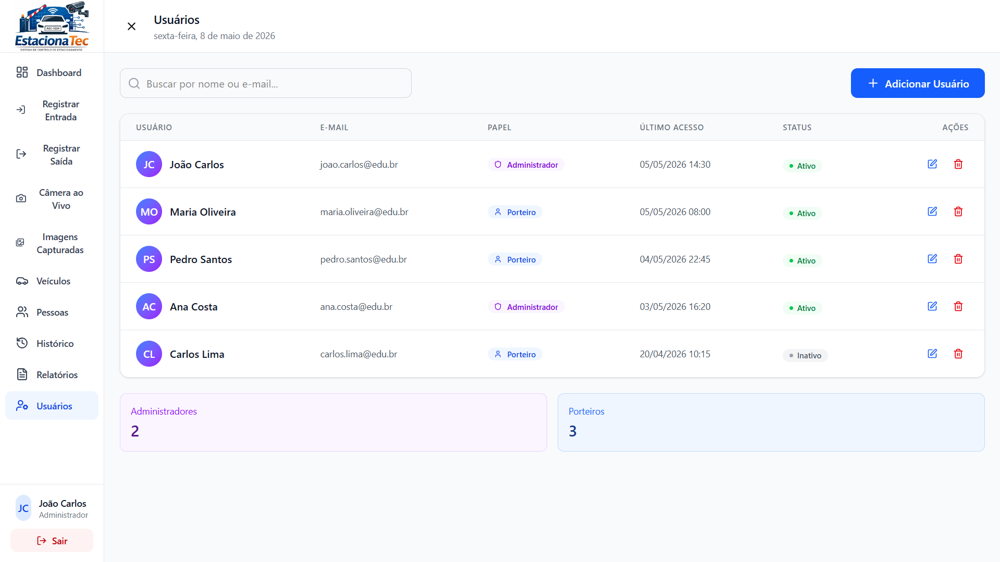 ABC-1234
EstacionaTec
SISTEMA DE CONTROLE DE ESTACIONAMENTO
Dashboard
Registrar
Entrada
Registrar
Saída
Câmera ao
Vivo
Imagens
Capturadas
Veículos
Pessoas
Histórico
Relatórios
Usuários
JC
João Carlos
Administrador
Sair
Usuários
sexta-feira, 8 de maio de 2026
Buscar por nome ou e-mail...
Adicionar Usuário
USUÁRIO E-MAIL PAPEL ÚLTIMO ACESSO STATUS AÇÕES
JC João Carlos joao.carlos@edu.br Administrador 05/05/2026 14:30 Ativo
MO Maria Oliveira maria.oliveira@edu.br Porteiro 05/05/2026 08:00 Ativo
PS Pedro Santos pedro.santos@edu.br Porteiro 04/05/2026 22:45 Ativo
AC Ana Costa ana.costa@edu.br Administrador 03/05/2026 16:20 Ativo
CL Carlos Lima carlos.lima@edu.br Porteiro 20/04/2026 10:15 Inativo
Administradores
2
Porteiros
3